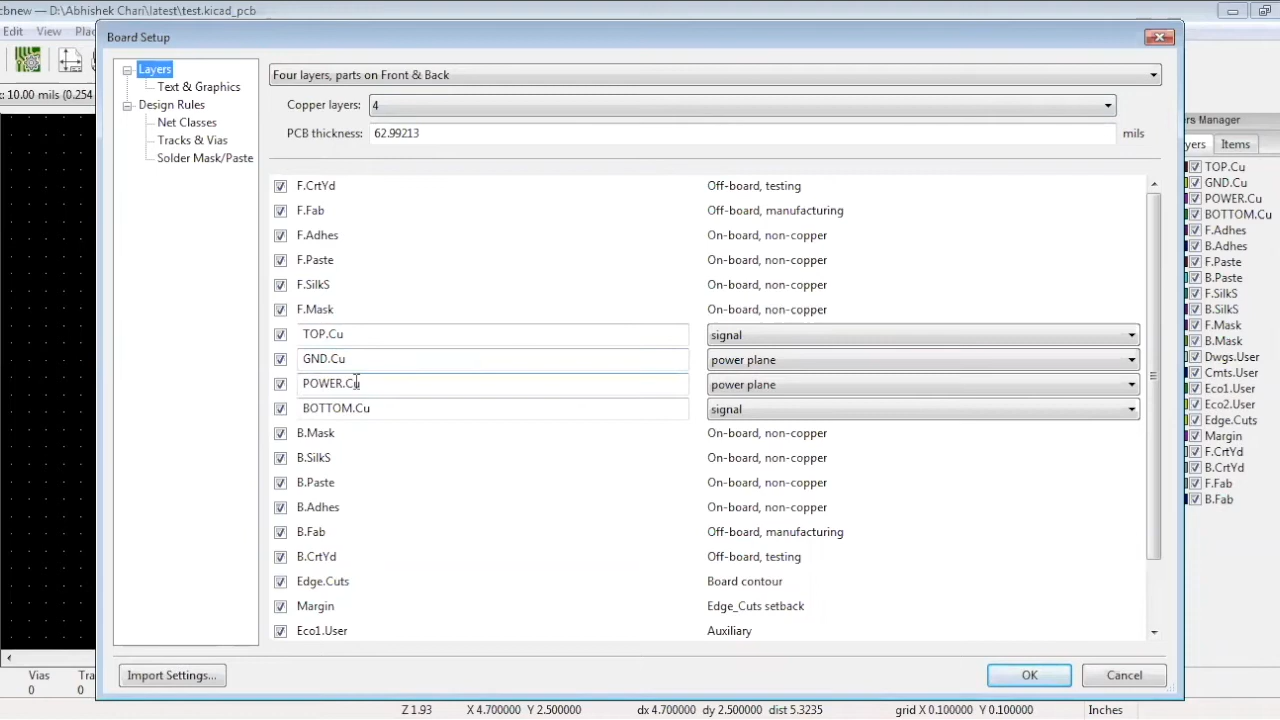 cbnew — D:\Abhishek Chari\latest\test.kicad_pcb
Edit View Plac
x: 10.00 mils (0.254
Board Setup
Layers
Text & Graphics
Design Rules
Net Classes
Tracks & Vias
Solder Mask/Paste
Four layers, parts on Front & Back
Copper layers: 4
PCB thickness: 62.99213 mils
F.CrtYd Off-board, testing
F.Fab Off-board, manufacturing
F.Adhes On-board, non-copper
F.Paste On-board, non-copper
F.SilkS On-board, non-copper
F.Mask On-board, non-copper
TOP.Cu signal
GND.Cu power plane
POWER.Cu power plane
BOTTOM.Cu signal
B.Mask On-board, non-copper
B.SilkS On-board, non-copper
B.Paste On-board, non-copper
B.Adhes On-board, non-copper
B.Fab Off-board, manufacturing
B.CrtYd Off-board, testing
Edge.Cuts Board contour
Margin Edge_Cuts setback
Eco1.User Auxiliary
Import Settings... OK Cancel
ers Manager
yers Items
TOP.Cu
GND.Cu
POWER.Cu
BOTTOM.Cu
F.Adhes
B.Adhes
F.Paste
B.Paste
F.SilkS
B.SilkS
F.Mask
B.Mask
Dwgs.User
Cmts.User
Eco1.User
Eco2.User
Edge.Cuts
Margin
F.CrtYd
B.CrtYd
F.Fab
B.Fab
Vias Tra
0 0
Z 1.93 X 4.700000 Y 2.500000 dx 4.700000 dy 2.500000 dist 5.3235 grid X 0.100000 Y 0.100000 Inches